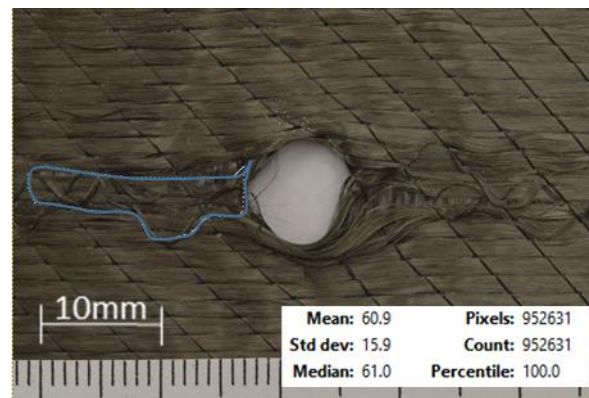 10mm
Mean: 60.9 Pixels: 952631
Std dev: 15.9 Count: 952631
Median: 61.0 Percentile: 100.0